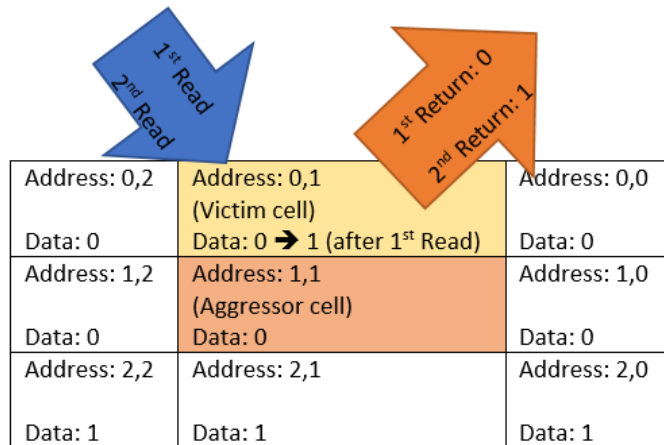 1st Read
2nd Read
1st Return: 0
2nd Return: 1
Address: 0,2
Data: 0
Address: 0,1
(Victim cell)
Data: 0 ➔ 1 (after 1st Read)
Address: 0,0
Data: 0
Address: 1,2
Data: 0
Address: 1,1
(Aggressor cell)
Data: 0
Address: 1,0
Data: 0
Address: 2,2
Data: 1
Address: 2,1
Data: 1
Address: 2,0
Data: 1